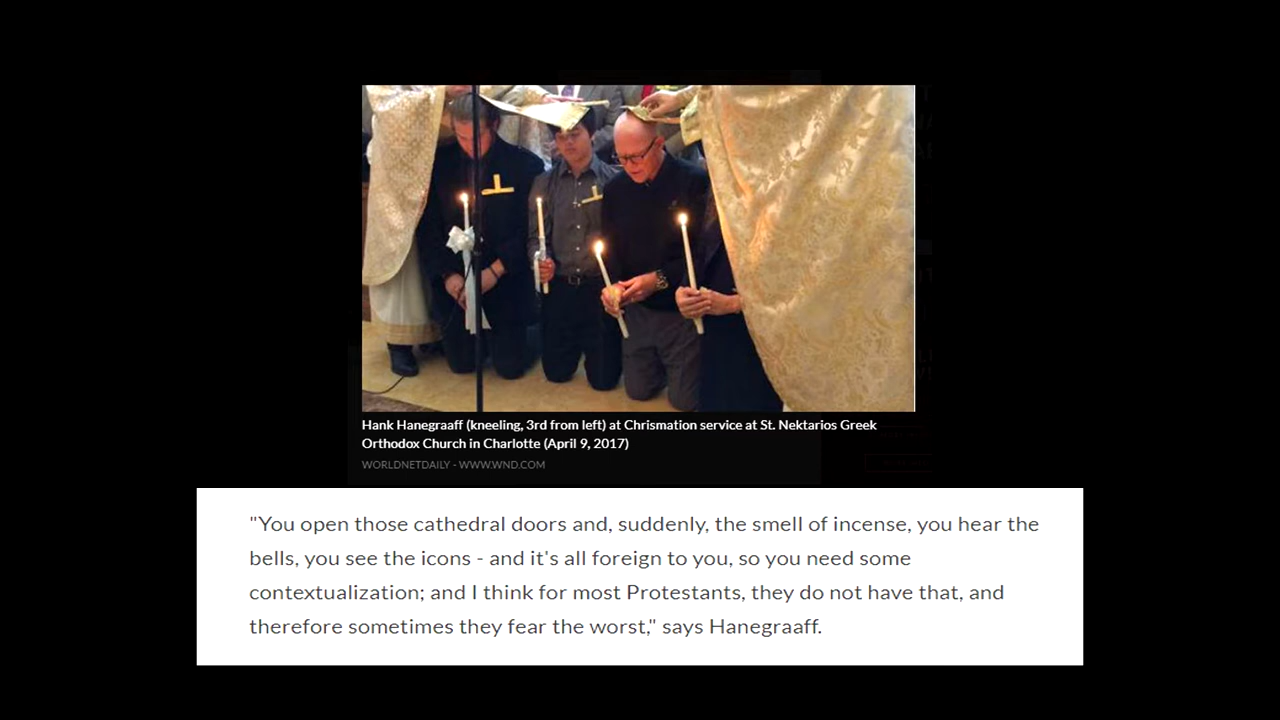 Hank Hanegraaff (kneeling, 3rd from left) at Chrismation service at St. Nektarios Greek
Orthodox Church in Charlotte (April 9, 2017)
WORLDNETDAILY - WWW.WND.COM
"You open those cathedral doors and, suddenly, the smell of incense, you hear the
bells, you see the icons - and it's all foreign to you, so you need some
contextualization; and I think for most Protestants, they do not have that, and
therefore sometimes they fear the worst," says Hanegraaff.